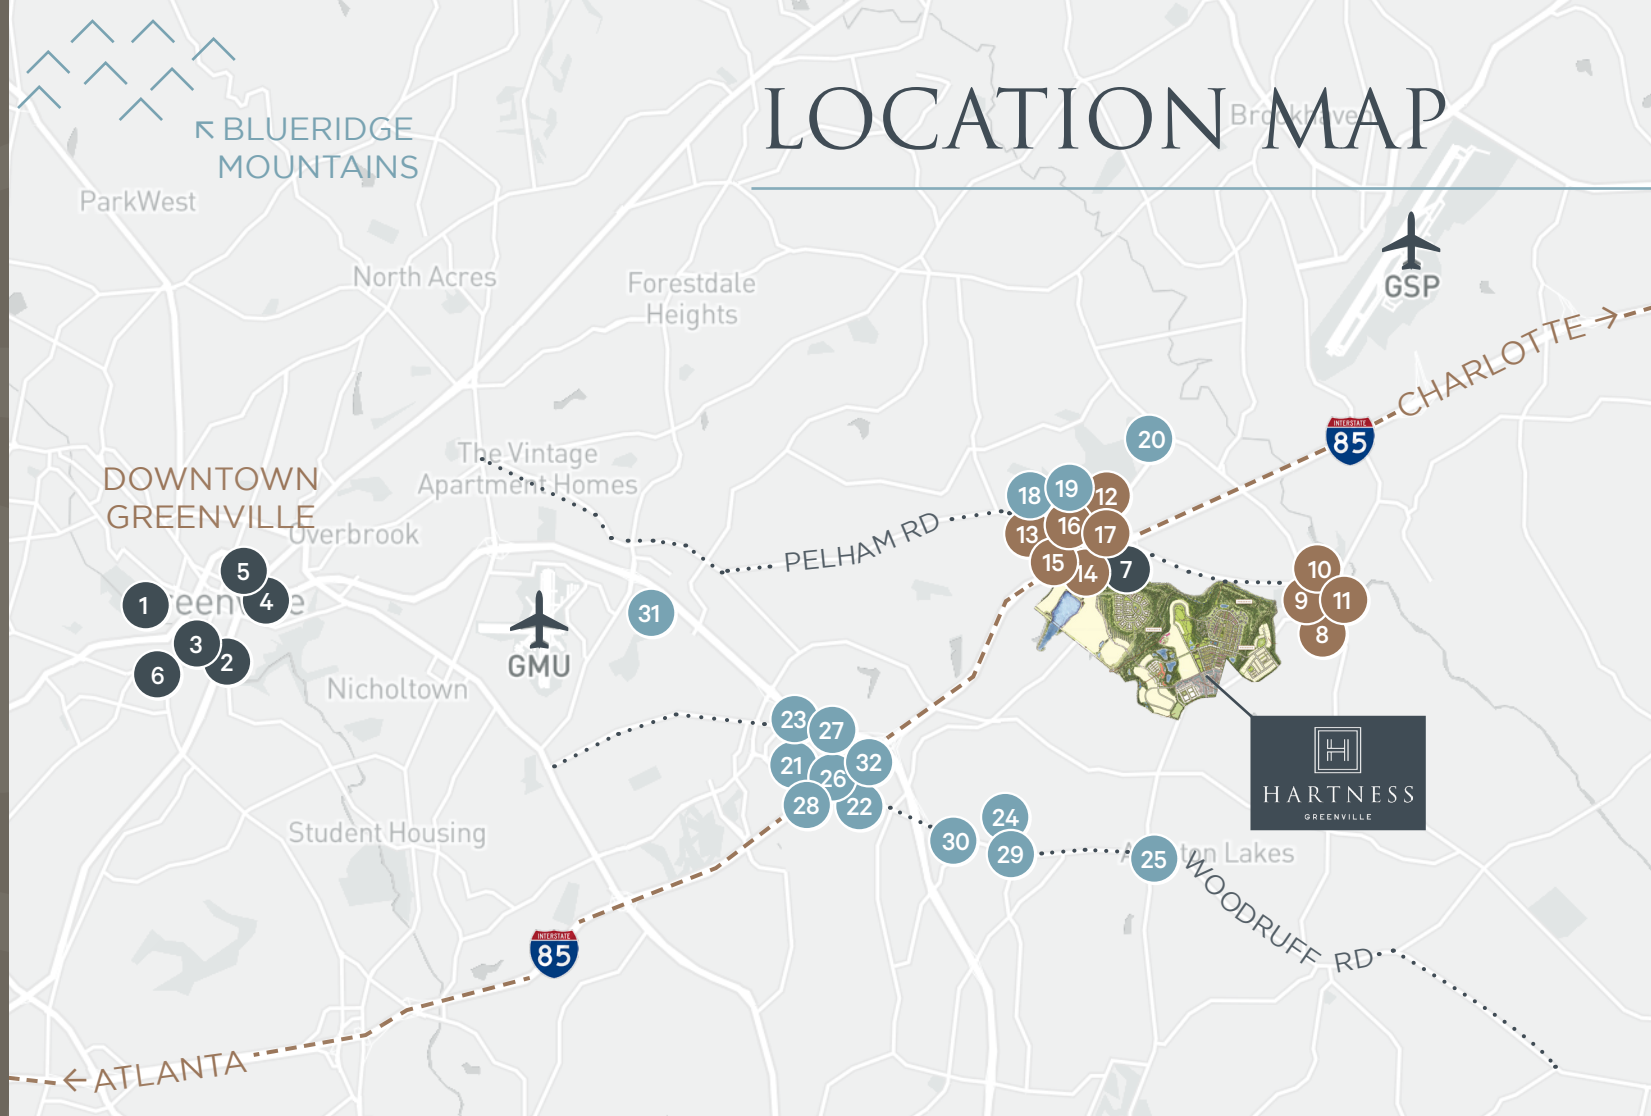 LOCATION MAP
BLUERIDGE
MOUNTAINS
Brookhaven
ParkWest
North Acres
Forestdale
Heights
GSP
CHARLOTTE →
INTERSTATE
85
20
The Vintage
Apartment Homes
DOWNTOWN
GREENVILLE
Overbrook
18
19
12
13
16
17
15
14
7
PELHAM RD
5
1
4
3
2
6
10
9
11
8
31
GMU
Nicholtown
23
27
21
26
32
28
22
HARTNESS
GREENVILLE
24
30
29
25
Student Housing
WOODRUFF RD
INTERSTATE
85
← ATLANTA